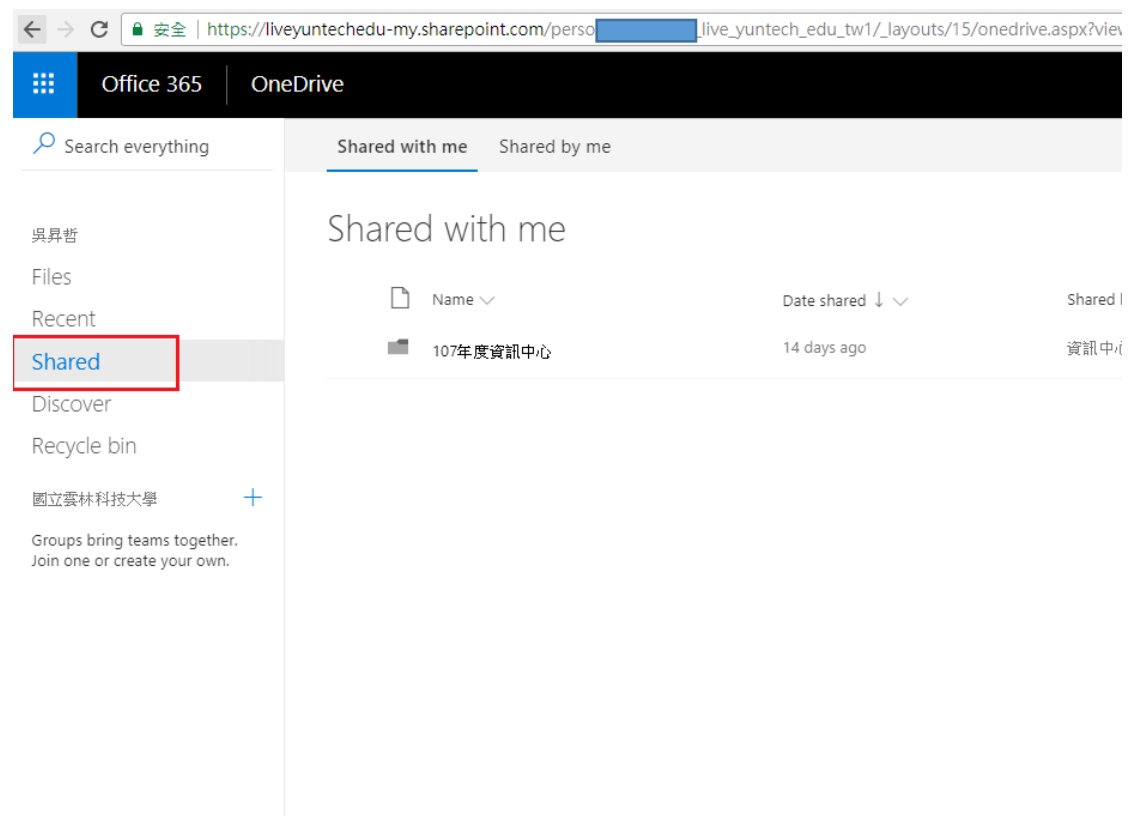 安全 | https://liveyuntechedu-my.sharepoint.com/perso _live_yuntech_edu_tw1/_layouts/15/onedrive.aspx?view
Office 365 OneDrive
Search everything
Shared with me Shared by me
Shared with me
吳昇哲
Files
Recent
Shared
Discover
Recycle bin
國立雲林科技大學
Groups bring teams together.
Join one or create your own.
Name Date shared Shared
107年度資訊中心 14 days ago 資訊中